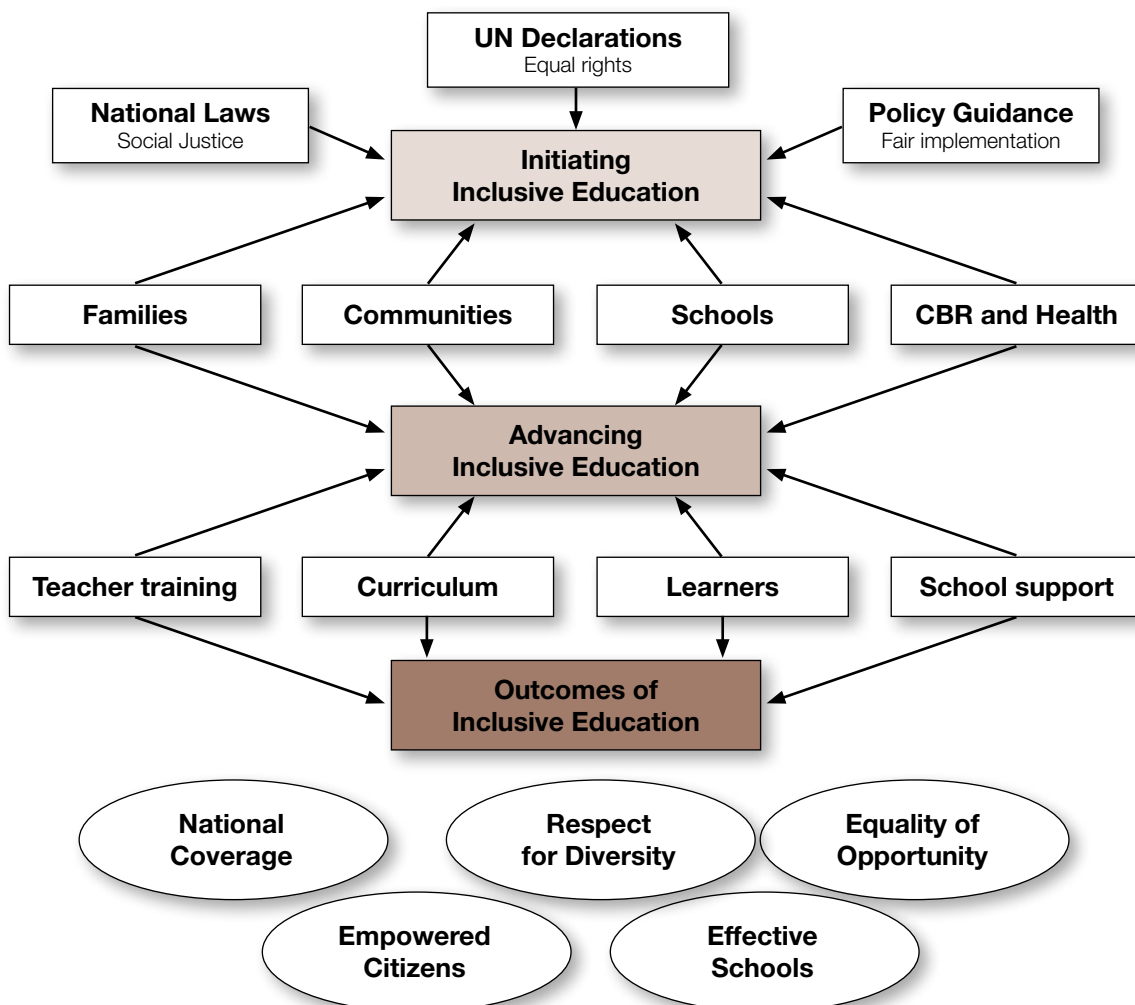 UN Declarations
Equal rights
National Laws
Social Justice
Policy Guidance
Fair implementation
Initiating
Inclusive Education
Families
Communities
Schools
CBR and Health
Advancing
Inclusive Education
Teacher training
Curriculum
Learners
School support
Outcomes of
Inclusive Education
National
Coverage
Respect
for Diversity
Equality of
Opportunity
Empowered
Citizens
Effective
Schools